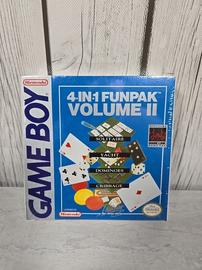 Nintendo
GAME BOY
4-IN-1 FUNPAK
VOLUME II
SOLITAIRE
YACHT
DOMINOES
CRIBBAGE
Nintendo